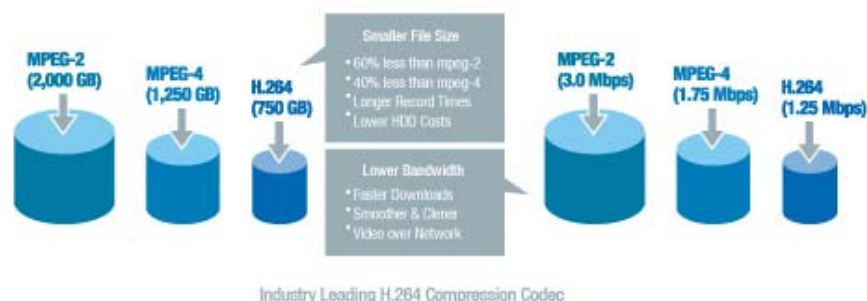 MPEG-2
(2,000 GB)
MPEG-4
(1,250 GB)
H.264
(750 GB)
Smaller File Size
• 60% less than mpeg-2
• 40% less than mpeg-4
• Longer Record Times
• Lower HDD Costs
Lower Bandwidth
• Faster Downloads
• Smoother & Clener
• Video over Network
MPEG-2
(3.0 Mbps)
MPEG-4
(1.75 Mbps)
H.264
(1.25 Mbps)
Industry Leading H.264 Compression Codec